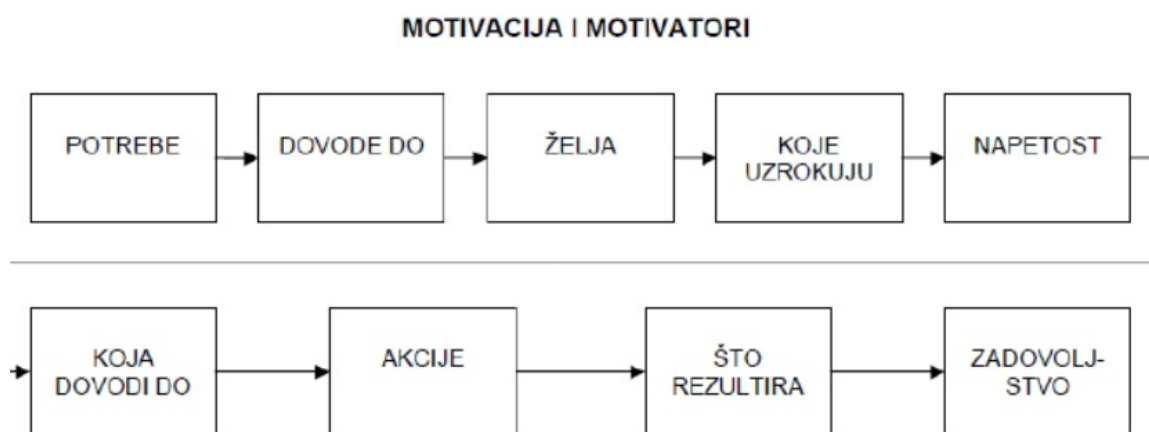 MOTIVACIJA I MOTIVATORI
POTREBE
DOVODE DO
ŽELJA
KOJE
UZROKUJU
NAPETOST
KOJA
DOVODI DO
AKCIJE
ŠTO
REZULTIRA
ZADOVOLJ-
STVO